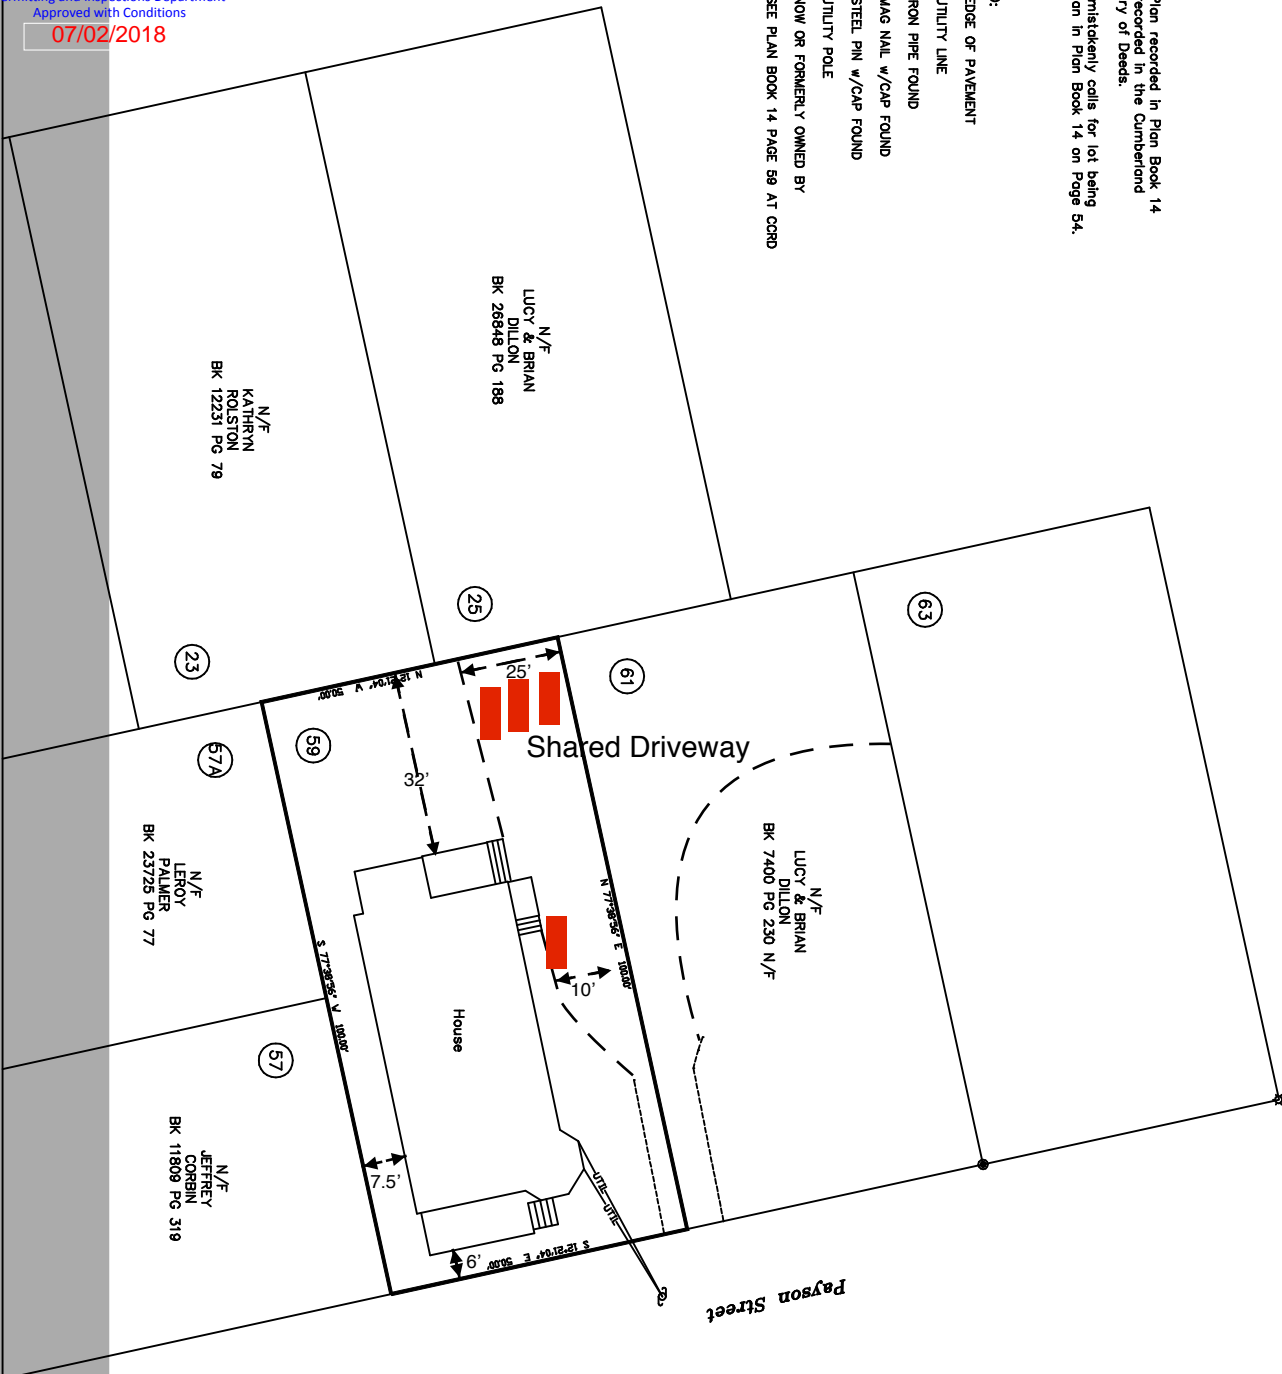 Permitting and Inspections Department
Approved with Conditions
07/02/2018
Plan recorded in Plan Book 14
recorded in the Cumberland
ry of Deeds.
mistakenly calls for lot being
an in Plan Book 14 on Page 54.
D:
EDGE OF PAVEMENT
UTILITY LINE
IRON PIPE FOUND
MAG NAIL w/CAP FOUND
STEEL PIN w/CAP FOUND
UTILITY POLE
NOW OR FORMERLY OWNED BY
SEE PLAN BOOK 14 PAGE 59 AT CCRD
N/F
LUCY & BRIAN
DILLON
BK 26848 PG 188
N/F
KATHRYN
ROLSTON
BK 12231 PG 79
25
23
63
61
59
57A
57
N 12°21'04" W 50.00'
25'
Shared Driveway
32'
N/F
LUCY & BRIAN
DILLON
BK 7400 PG 230 N/F
N 77°38'56" E 100.00'
10'
House
S 77°38'56" W 100.00'
N/F
LEROY
PALMER
BK 23725 PG 77
N/F
JEFFREY
CORBIN
BK 11809 PG 319
7.5'
6'
UTIL
UTIL
S 12°21'04" E 50.00'
Payson Street